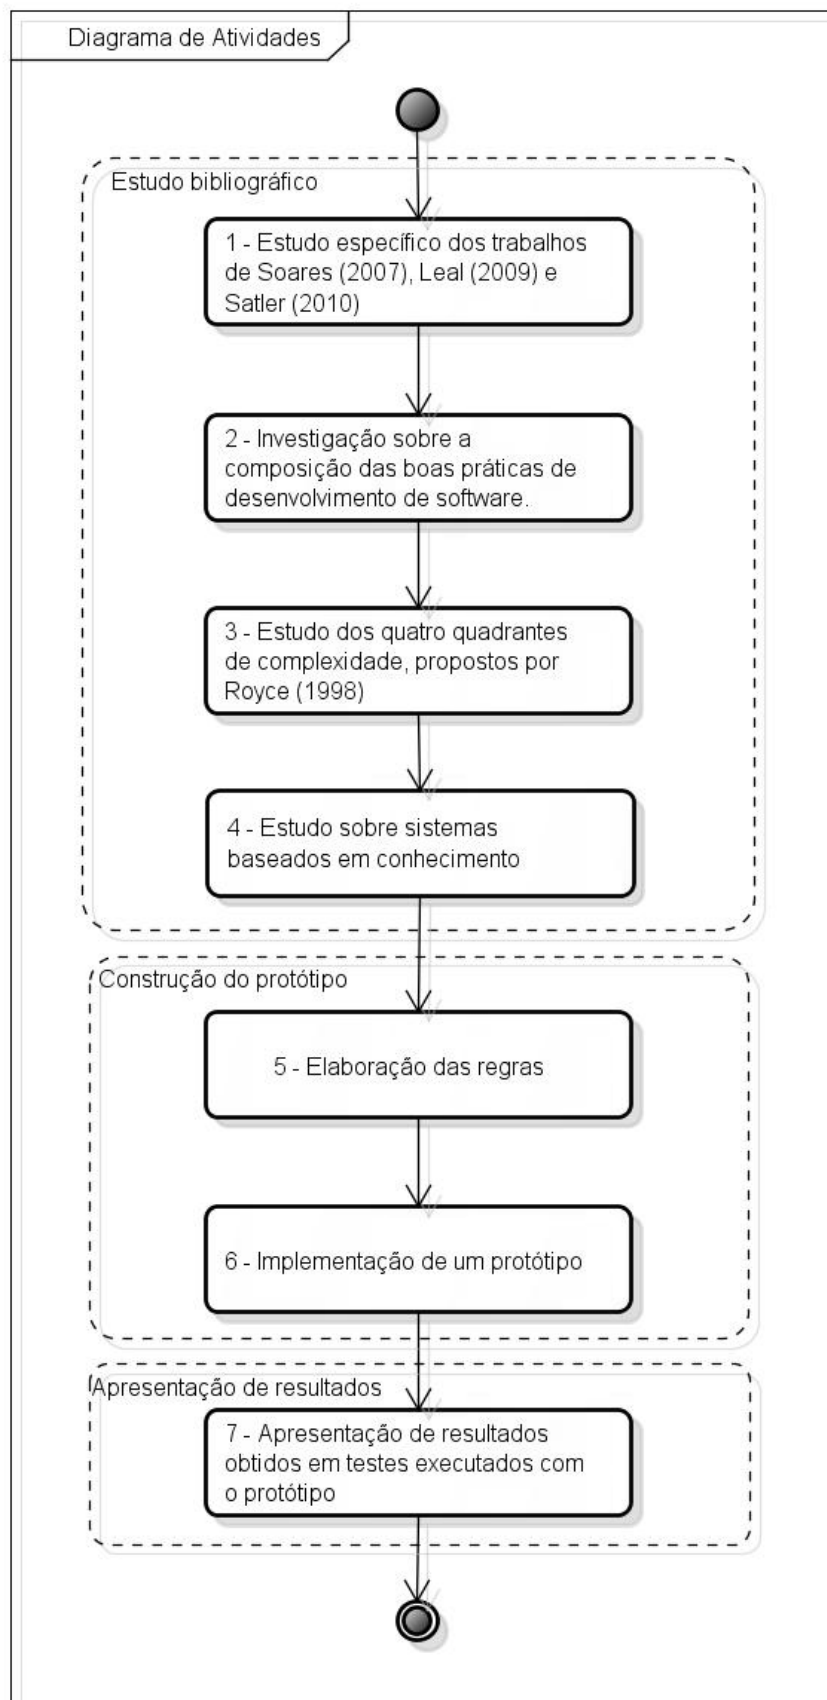 Diagrama de Atividades
Estudo bibliográfico
1 - Estudo específico dos trabalhos
de Soares (2007), Leal (2009) e
Satler (2010)
2 - Investigação sobre a
composição das boas práticas de
desenvolvimento de software.
3 - Estudo dos quatro quadrantes
de complexidade, propostos por
Royce (1998)
4 - Estudo sobre sistemas
baseados em conhecimento
Construção do protótipo
5 - Elaboração das regras
6 - Implementação de um protótipo
Apresentação de resultados
7 - Apresentação de resultados
obtidos em testes executados com
o protótipo